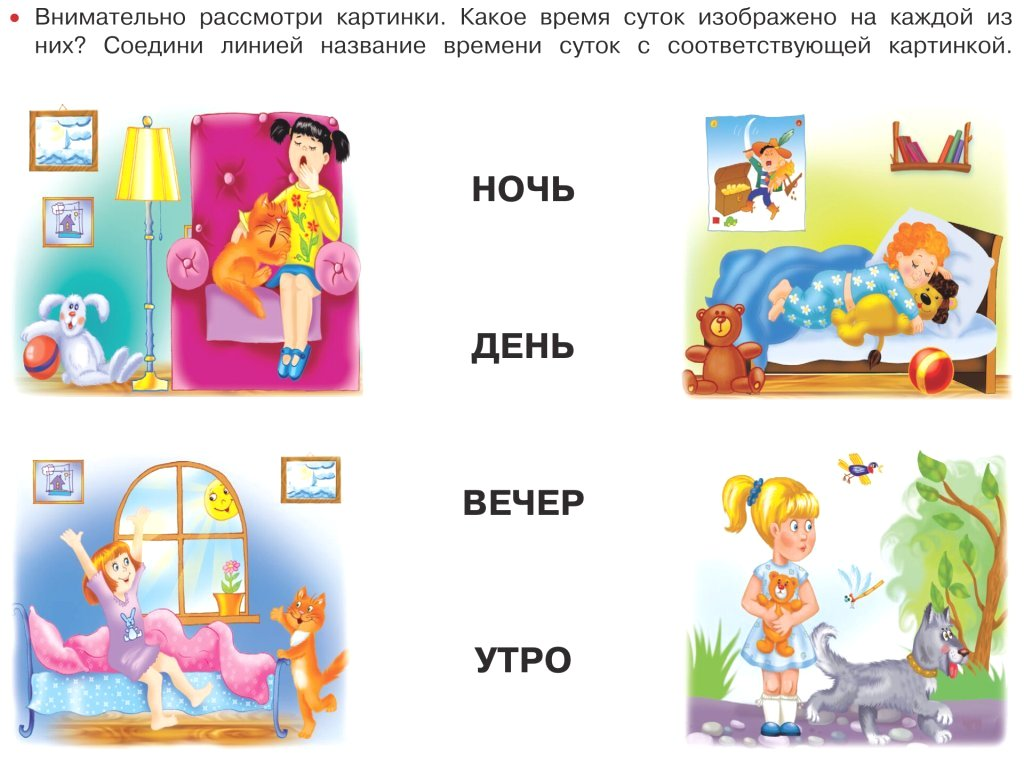 • Внимательно рассмотри картинки. Какое время суток изображено на каждой из
них? Соедини линией название времени суток с соответствующей картинкой.
НОЧЬ
ДЕНЬ
ВЕЧЕР
УТРО